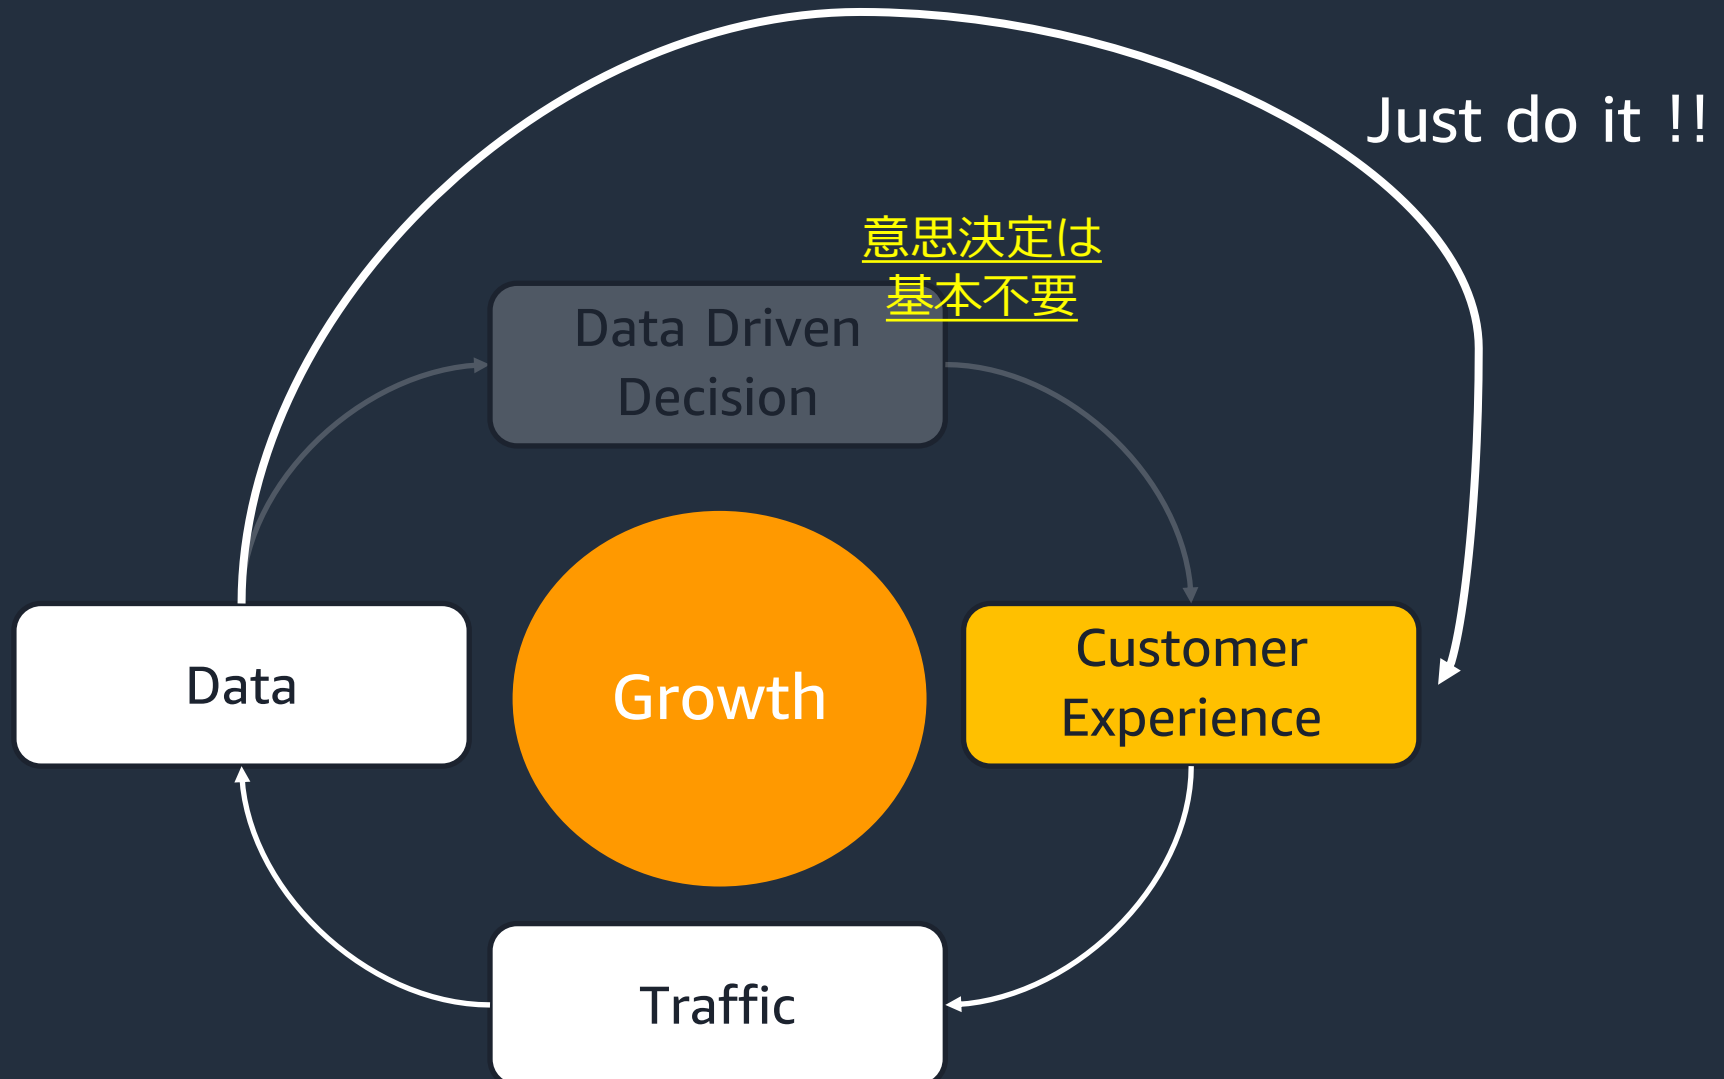 Just do it !!
意思決定は
基本不要
Data Driven
Decision
Data
Growth
Customer
Experience
Traffic